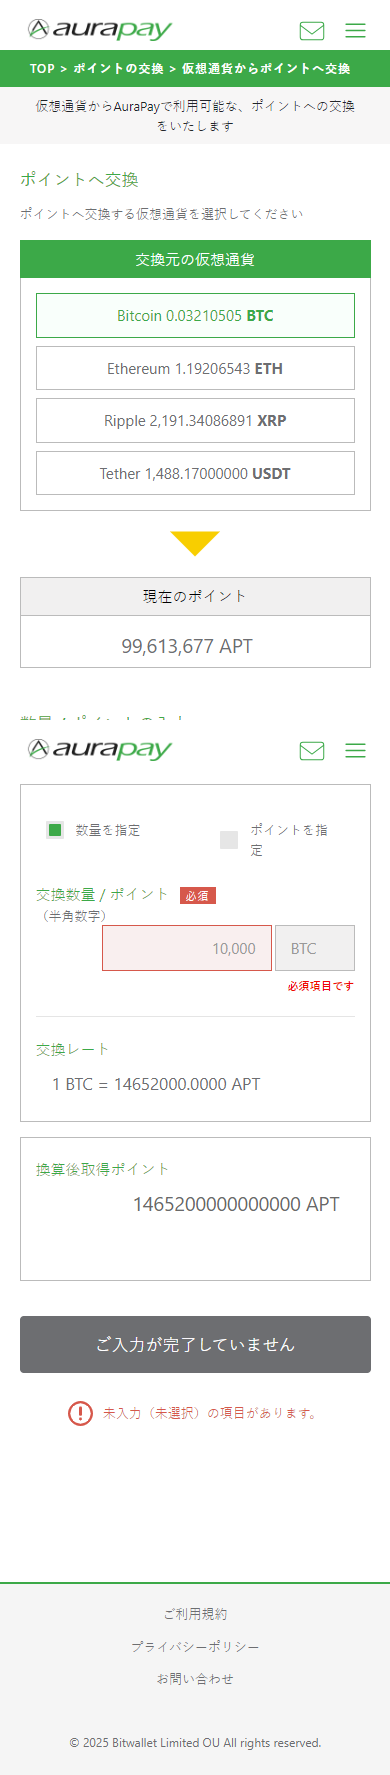 aurapay
TOP > ポイントの交換 > 仮想通貨からポイントへ交換
仮想通貨からAuraPayで利用可能な、ポイントへの交換
をいたします
ポイントへ交換
ポイントへ交換する仮想通貨を選択してください
交換元の仮想通貨
Bitcoin 0.03210505 BTC
Ethereum 1.19206543 ETH
Ripple 2,191.34086891 XRP
Tether 1,488.17000000 USDT
現在のポイント
99,613,677 APT
aurapay
数量を指定
ポイントを指
定
交換数量 / ポイント 必須
（半角数字）
10,000 BTC
必須項目です
交換レート
1 BTC = 14652000.0000 APT
換算後取得ポイント
1465200000000000 APT
ご入力が完了していません
未入力（未選択）の項目があります。
ご利用規約
プライバシーポリシー
お問い合わせ
© 2025 Bitwallet Limited OU All rights reserved.